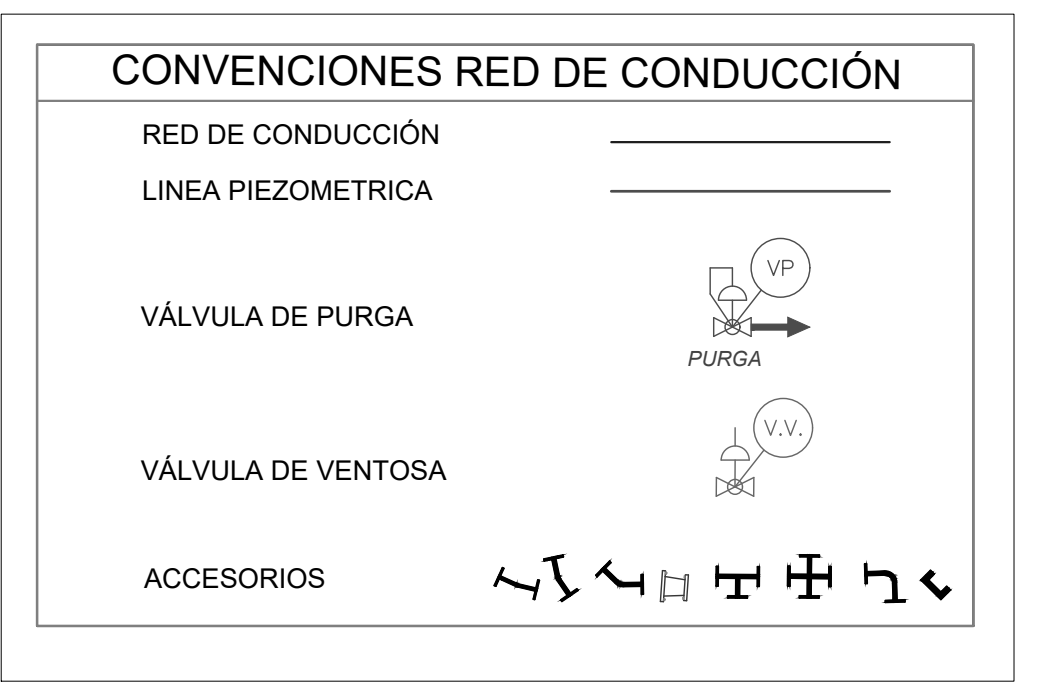 CONVENCIONES RED DE CONDUCCIÓN
RED DE CONDUCCIÓN
LINEA PIEZOMETRICA
VP
VÁLVULA DE PURGA
PURGA
V.V.
VÁLVULA DE VENTOSA
ACCESORIOS